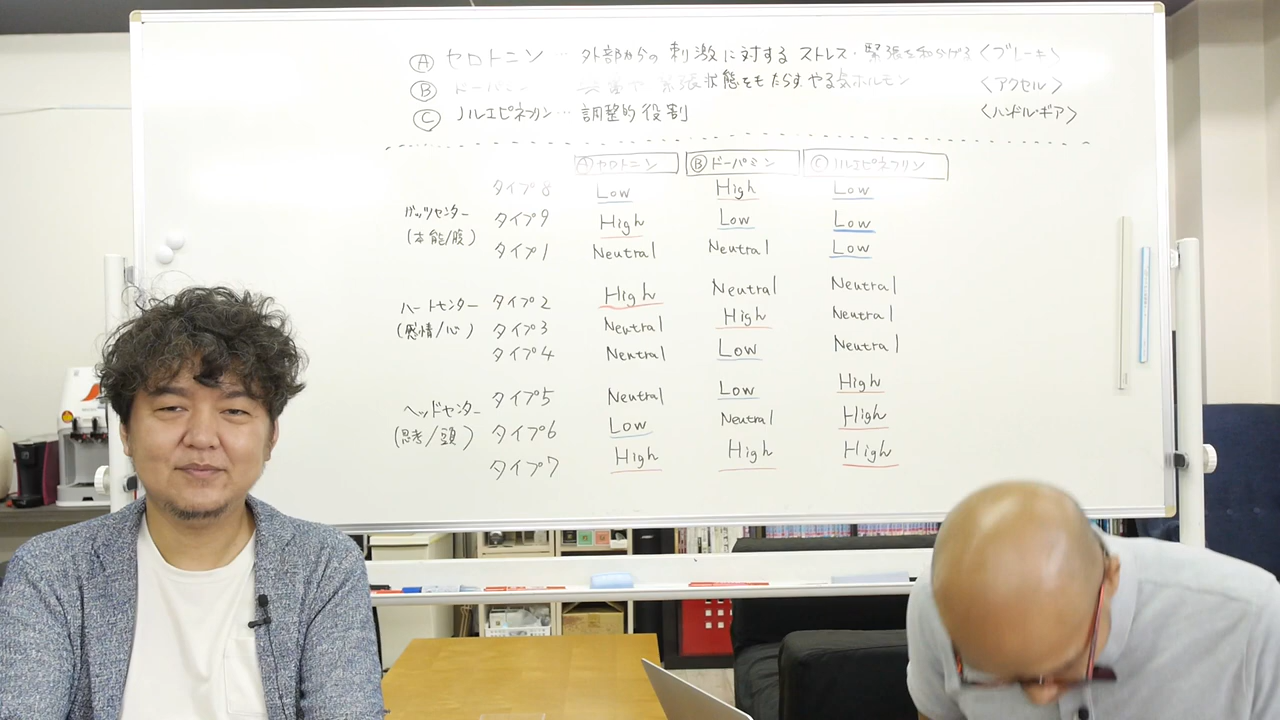 Ⓐ セロトニン … 外部からの 刺激に対する ストレス・緊張を和らげる 〈ブレーキ〉
Ⓑ ドーパミン 緊張状態をもたらす やる気ホルモン 〈アクセル〉
Ⓒ ノルエピネフリン … 調整的役割 〈ハンドル・ギア〉
Ⓐ セロトニン Ⓑ ドーパミン Ⓒ ノルエピネフリン
タイプ8 Low High Low
ガッツセンター タイプ9 High Low Low
(本能/腹) タイプ1 Neutral Neutral Low
タイプ2 High Neutral Neutral
ハートセンター
(感情/心) タイプ3 Neutral High Neutral
タイプ4 Neutral Low Neutral
タイプ5 Neutral Low High
ヘッドセンター
(思考/頭) タイプ6 Low Neutral High
タイプ7 High High High